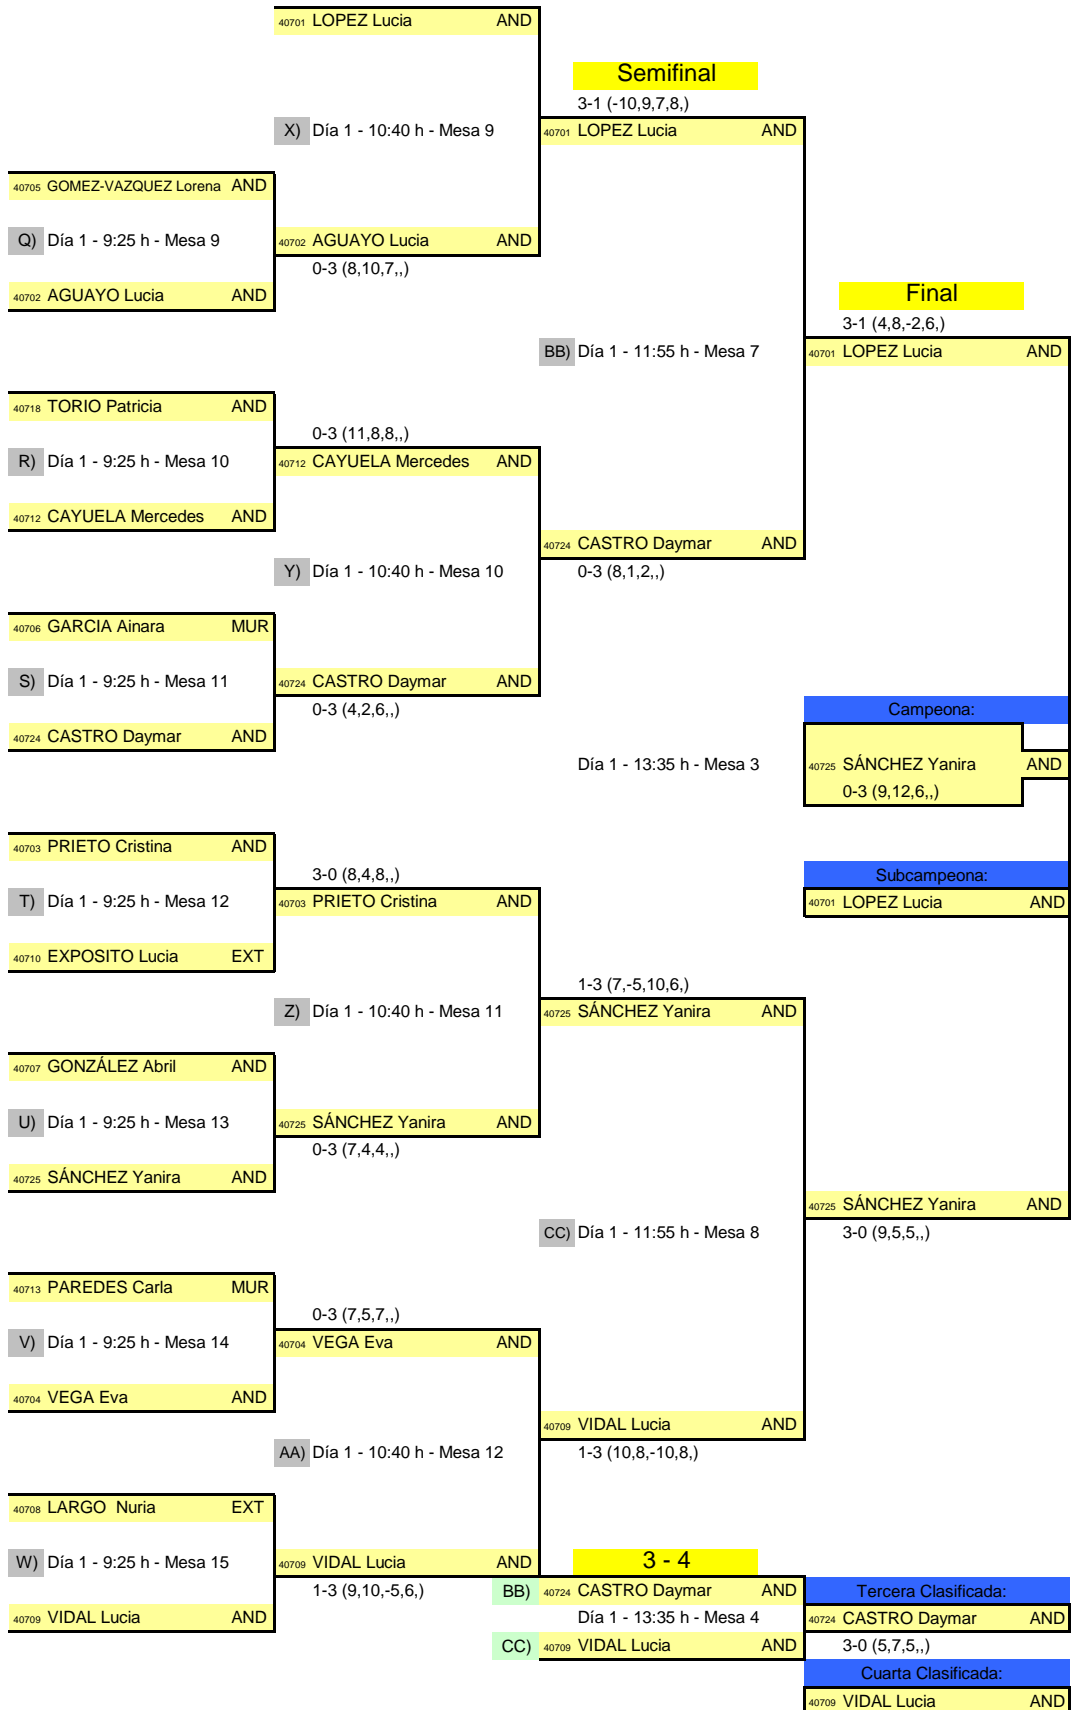 40701 LOPEZ Lucia AND
Semifinal
3-1 (-10,9,7,8,)
X) Día 1 - 10:40 h - Mesa 9
40701 LOPEZ Lucia AND
40705 GOMEZ-VAZQUEZ Lorena AND
Q) Día 1 - 9:25 h - Mesa 9
40702 AGUAYO Lucia AND
0-3 (8,10,7,,)
40702 AGUAYO Lucia AND
Final
3-1 (4,8,-2,6,)
BB) Día 1 - 11:55 h - Mesa 7
40701 LOPEZ Lucia AND
40718 TORIO Patricia AND
0-3 (11,8,8,,)
R) Día 1 - 9:25 h - Mesa 10
40712 CAYUELA Mercedes AND
40712 CAYUELA Mercedes AND
40724 CASTRO Daymar AND
Y) Día 1 - 10:40 h - Mesa 10
0-3 (8,1,2,,)
40706 GARCIA Ainara MUR
S) Día 1 - 9:25 h - Mesa 11
40724 CASTRO Daymar AND
0-3 (4,2,6,,)
Campeona:
40724 CASTRO Daymar AND
Día 1 - 13:35 h - Mesa 3
40725 SÁNCHEZ Yanira AND
0-3 (9,12,6,,)
40703 PRIETO Cristina AND
3-0 (8,4,8,,)
Subcampeona:
T) Día 1 - 9:25 h - Mesa 12
40703 PRIETO Cristina AND
40701 LOPEZ Lucia AND
40710 EXPOSITO Lucia EXT
1-3 (7,-5,10,6,)
Z) Día 1 - 10:40 h - Mesa 11
40725 SÁNCHEZ Yanira AND
40707 GONZÁLEZ Abril AND
U) Día 1 - 9:25 h - Mesa 13
40725 SÁNCHEZ Yanira AND
0-3 (7,4,4,,)
40725 SÁNCHEZ Yanira AND
40725 SÁNCHEZ Yanira AND
CC) Día 1 - 11:55 h - Mesa 8
3-0 (9,5,5,,)
40713 PAREDES Carla MUR
0-3 (7,5,7,,)
V) Día 1 - 9:25 h - Mesa 14
40704 VEGA Eva AND
40704 VEGA Eva AND
40709 VIDAL Lucia AND
AA) Día 1 - 10:40 h - Mesa 12
1-3 (10,8,-10,8,)
40708 LARGO Nuria EXT
W) Día 1 - 9:25 h - Mesa 15
40709 VIDAL Lucia AND
3 - 4
1-3 (9,10,-5,6,)
BB) 40724 CASTRO Daymar AND
Tercera Clasificada:
40709 VIDAL Lucia AND
Día 1 - 13:35 h - Mesa 4
40724 CASTRO Daymar AND
CC) 40709 VIDAL Lucia AND
3-0 (5,7,5,,)
Cuarta Clasificada:
40709 VIDAL Lucia AND